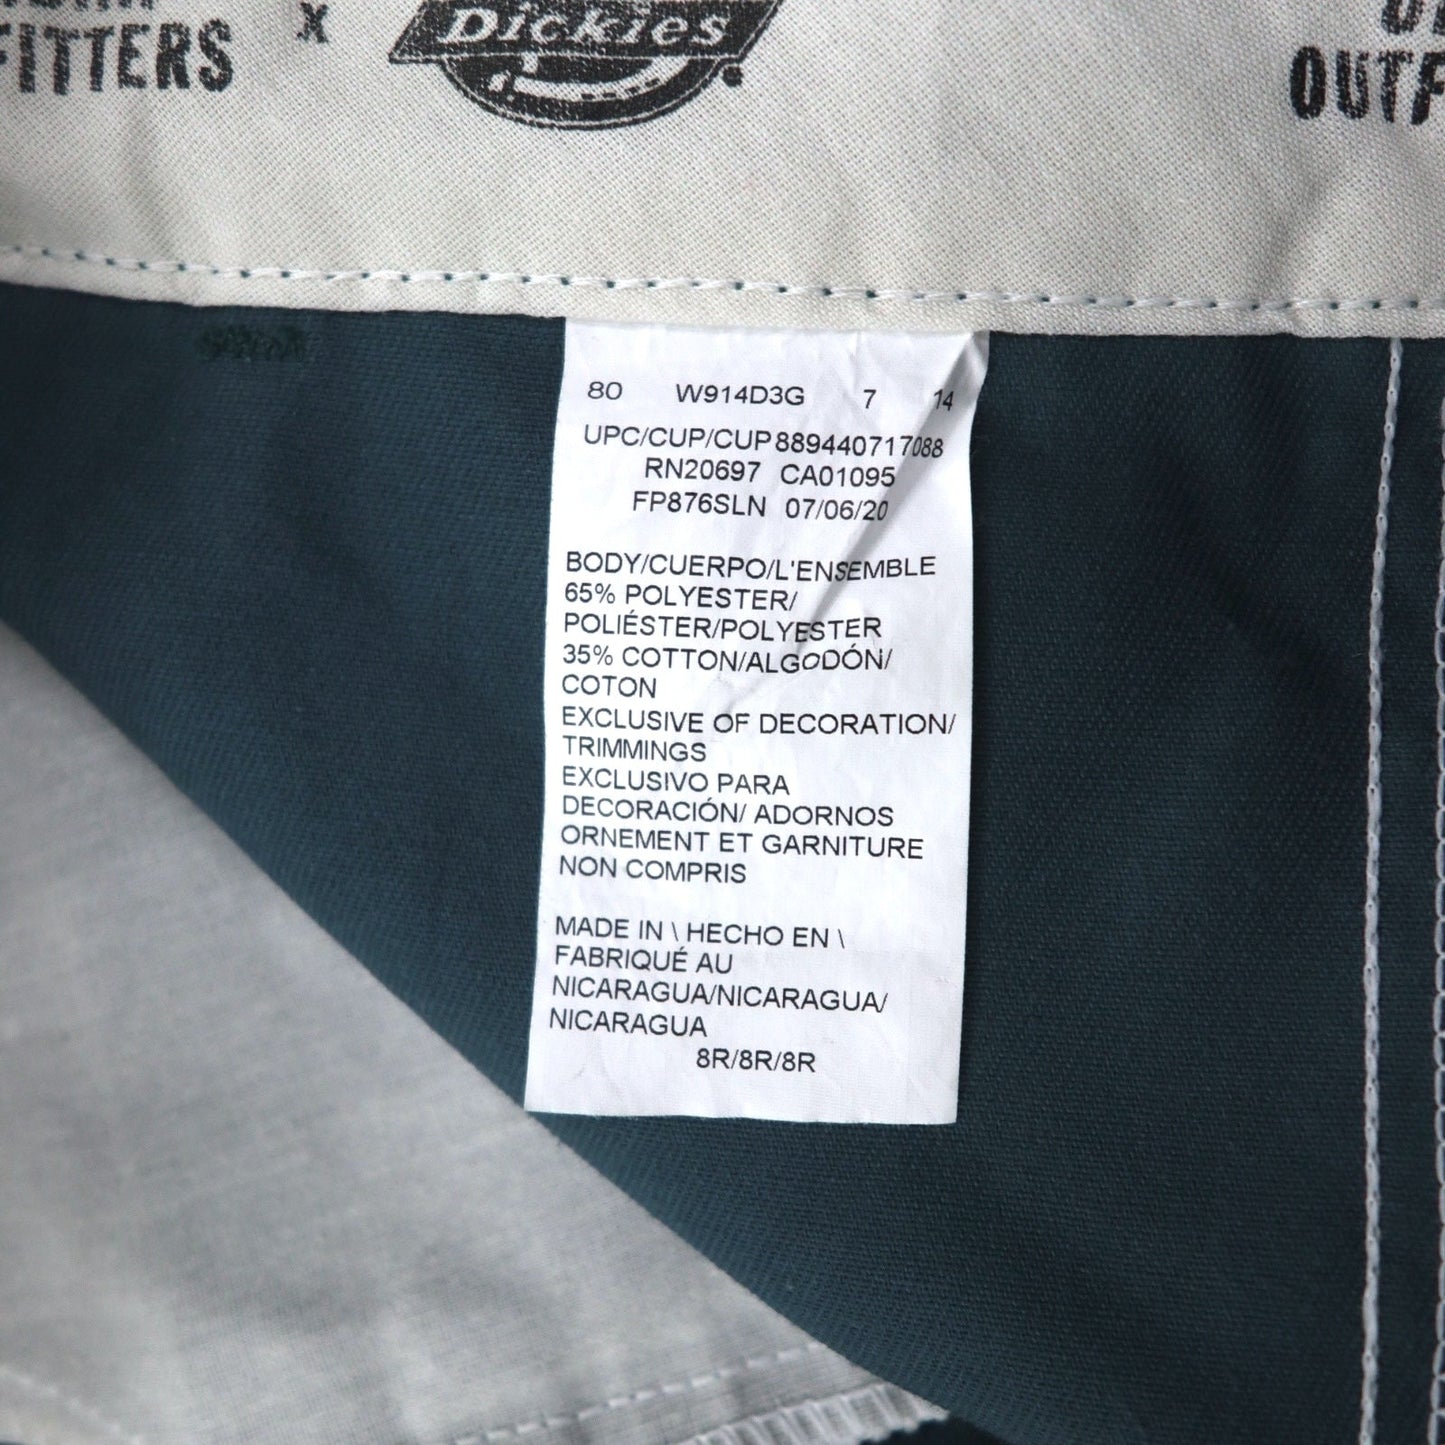 FITTERS X Dickies OUTF
80 W914D3G 7 14
UPC/CUP/CUP889440717088
RN20697 CA01095
FP876SLN 07/06/20
BODY/CUERPO/L'ENSEMBLE
65% POLYESTER/
POLIÉSTER/POLYESTER
35% COTTON/ALGODÓN/
COTON
EXCLUSIVE OF DECORATION/
TRIMMINGS
EXCLUSIVO PARA
DECORACIÓN/ ADORNOS
ORNEMENT ET GARNITURE
NON COMPRIS
MADE IN \ HECHO EN \
FABRIQUÉ AU
NICARAGUA/NICARAGUA/
NICARAGUA
8R/8R/8R